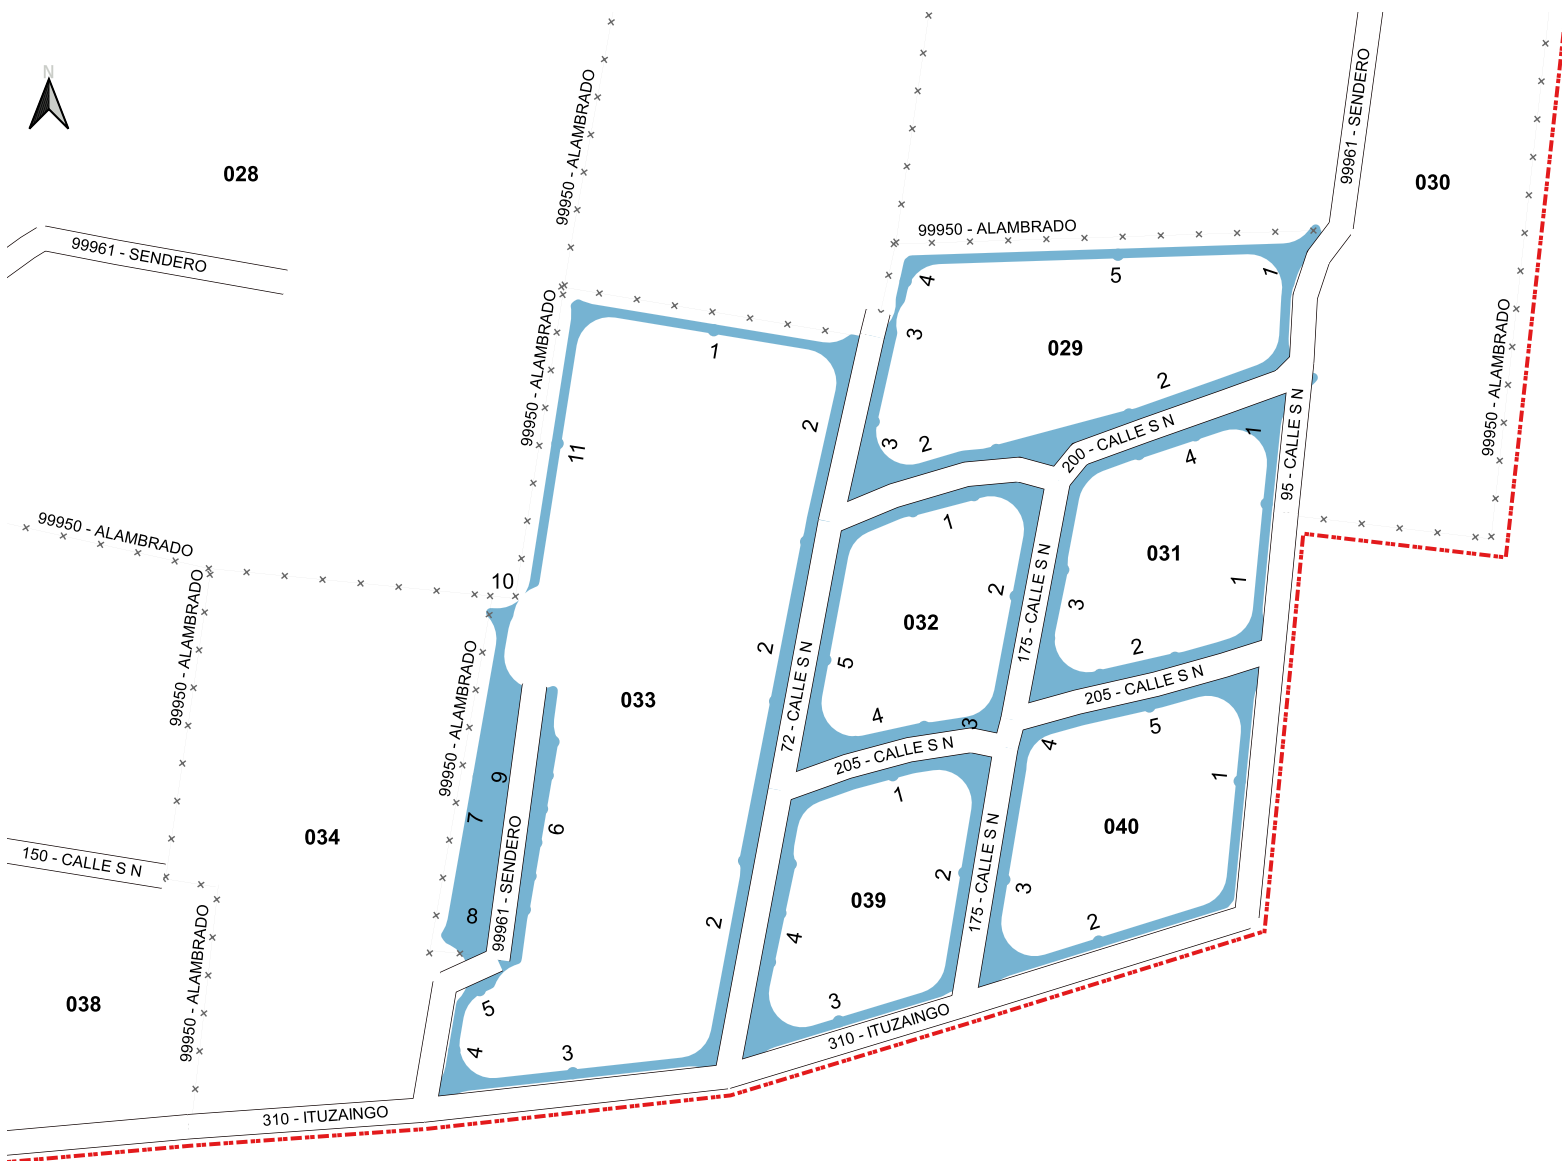 N
99950 - ALAMBRADO
99961 - SENDERO
028
030
99961 - SENDERO
99950 - ALAMBRADO
4
5
1
3
029
2
3
2
99950 - ALAMBRADO
1
2
11
200 - CALLE S N
1
4
95 - CALLE S N
99950 - ALAMBRADO
99950 - ALAMBRADO
10
1
031
175 - CALLE S N
2
1
3
032
5
2
2
99950 - ALAMBRADO
99950 - ALAMBRADO
033
72 - CALLE S N
205 - CALLE S N
4
3
205 - CALLE S N
4
5
1
9
7
6
034
150 - CALLE S N
99961 - SENDERO
1
040
2
3
175 - CALLE S N
039
4
2
8
2
99950 - ALAMBRADO
038
5
3
310 - ITUZAINGO
4
3
310 - ITUZAINGO